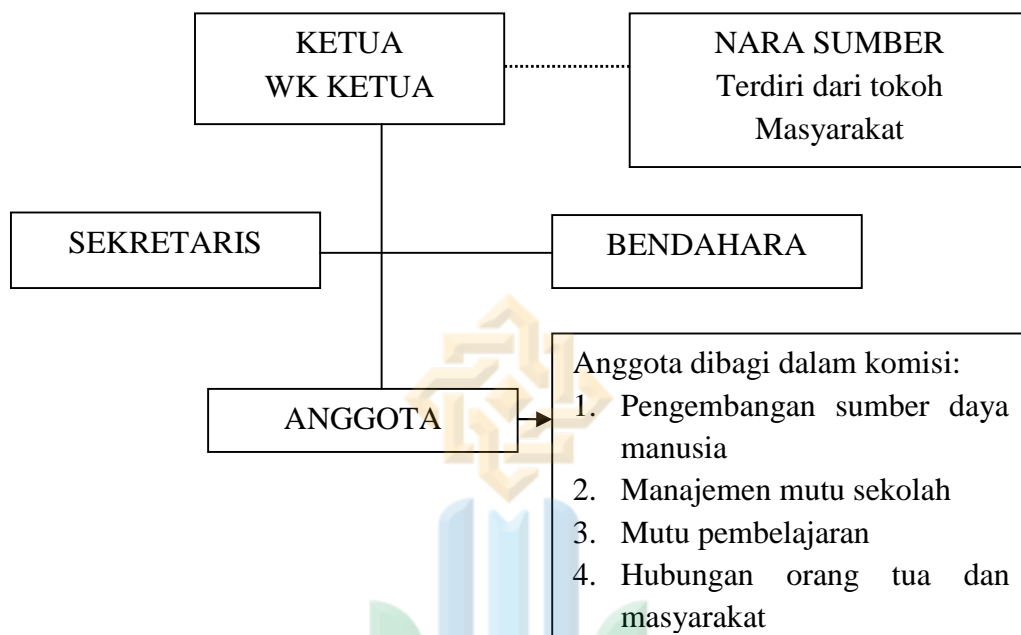 KETUA
WK KETUA
NARA SUMBER
Terdiri dari tokoh
Masyarakat
SEKRETARIS
BENDAHARA
ANGGOTA
Anggota dibagi dalam komisi:
1. Pengembangan sumber daya
manusia
2. Manajemen mutu sekolah
3. Mutu pembelajaran
4. Hubungan orang tua dan
masyarakat